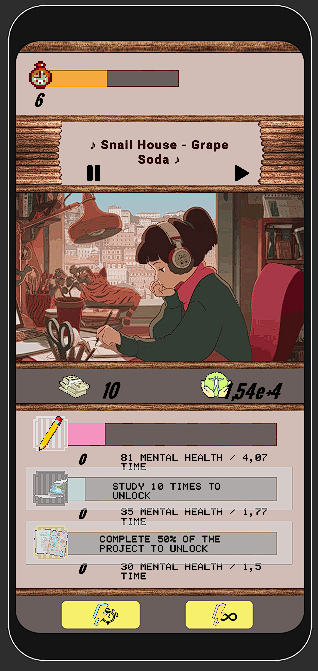 6
♪ Snail House - Grape
Soda ♪
10
1,54e+4
0
81 MENTAL HEALTH / 4,07
TIME
STUDY 10 TIMES TO
UNLOCK
0
35 MENTAL HEALTH / 1,77
TIME
COMPLETE 50% OF THE
PROJECT TO UNLOCK
0
30 MENTAL HEALTH / 1,5
TIME